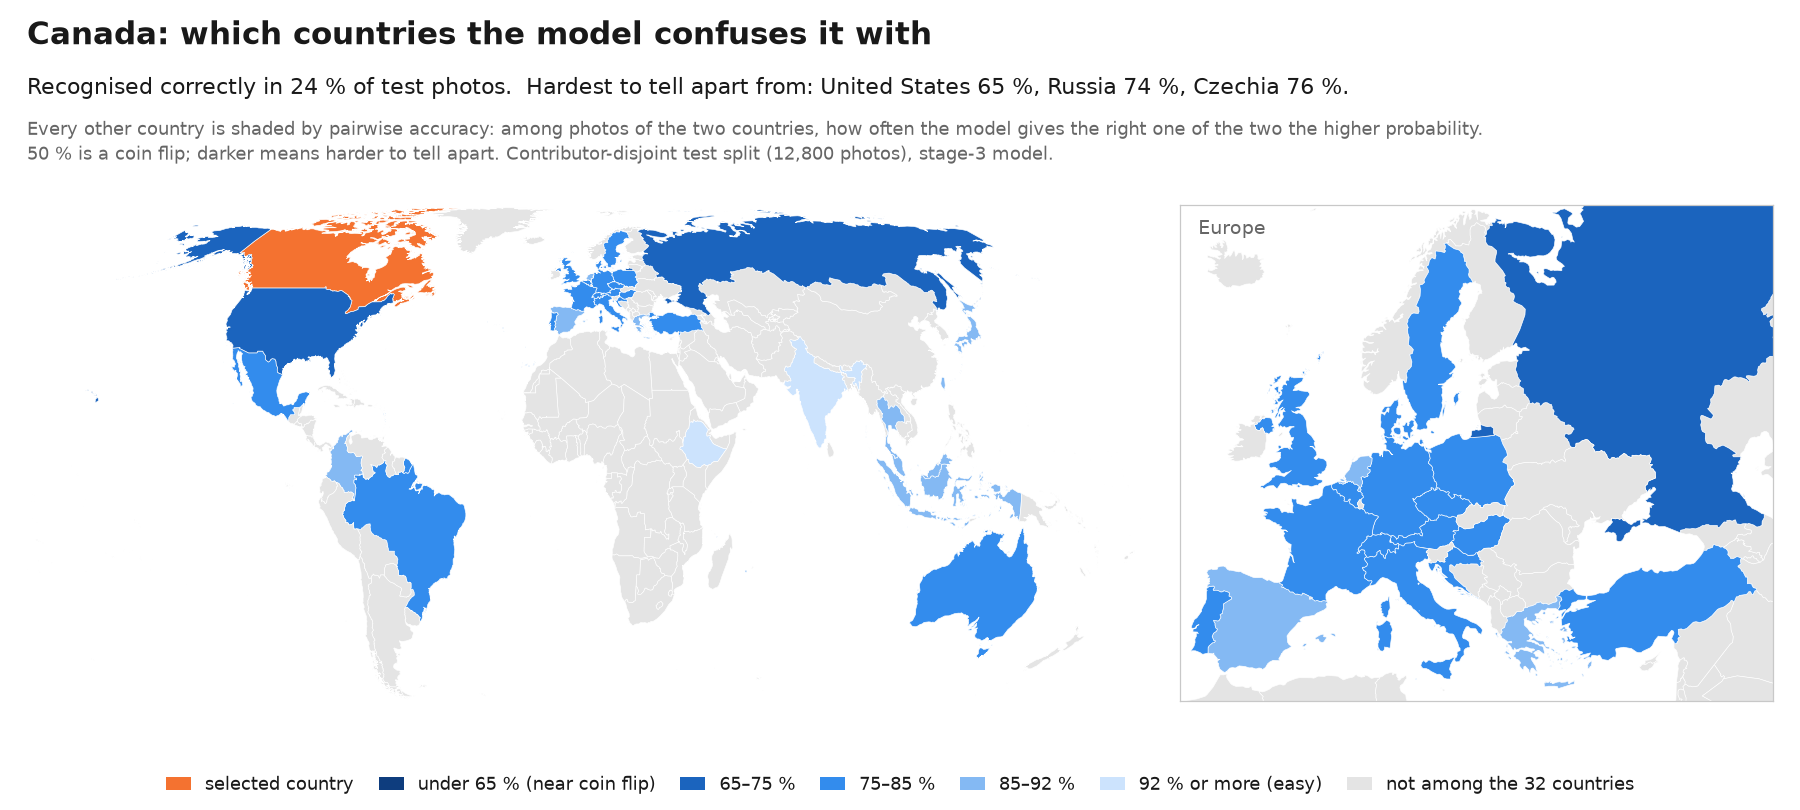 Canada: which countries the model confuses it with
Recognised correctly in 24 % of test photos.  Hardest to tell apart from: United States 65 %, Russia 74 %, Czechia 76 %.
Every other country is shaded by pairwise accuracy: among photos of the two countries, how often the model gives the right one of the two the higher probability.
50 % is a coin flip; darker means harder to tell apart. Contributor-disjoint test split (12,800 photos), stage-3 model.
Europe
selected country   under 65 % (near coin flip)   65–75 %   75–85 %   85–92 %   92 % or more (easy)   not among the 32 countries